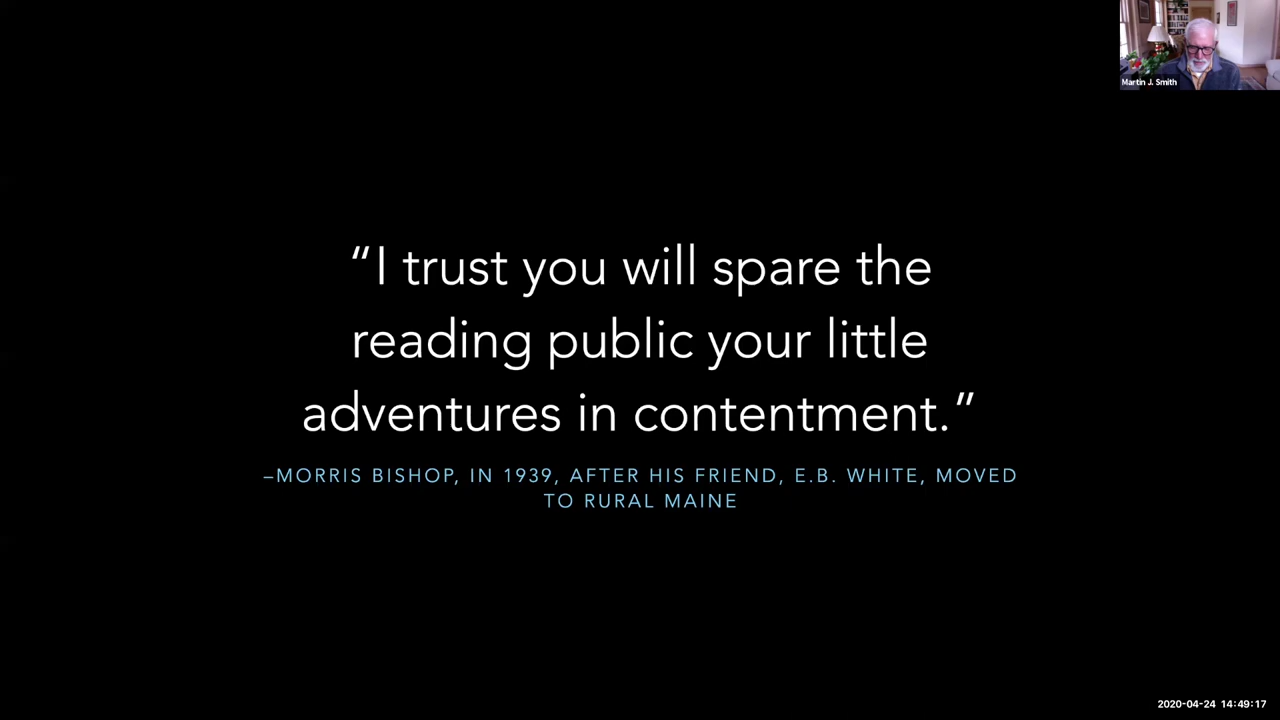 Martin J. Smith
“I trust you will spare the
reading public your little
adventures in contentment.”
–MORRIS BISHOP, IN 1939, AFTER HIS FRIEND, E.B. WHITE, MOVED
TO RURAL MAINE
2020-04-24 14:49:17